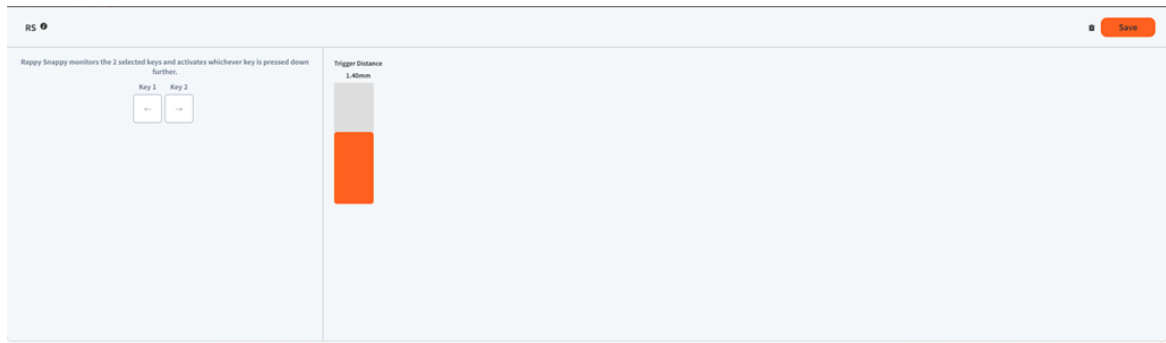 RS
Save
Rappy Snappy monitors the 2 selected keys and activates whichever key is pressed down
further.
Key 1 Key 2
← →
Trigger Distance
1.40mm